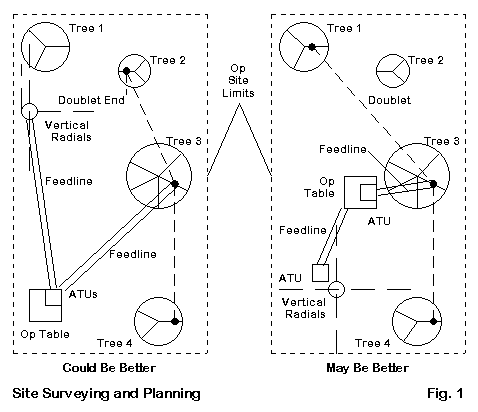 Tree 1
Tree 2
Doublet End
Vertical
Radials
Tree 3
Feedline
Feedline
ATUs
Op Table
Tree 4
Could Be Better
Op
Site
Limits
Tree 1
Tree 2
Doublet
Tree 3
Feedline
Op
Table
ATU
Feedline
ATU
Vertical
Radials
Tree 4
May Be Better
Site Surveying and Planning
Fig. 1